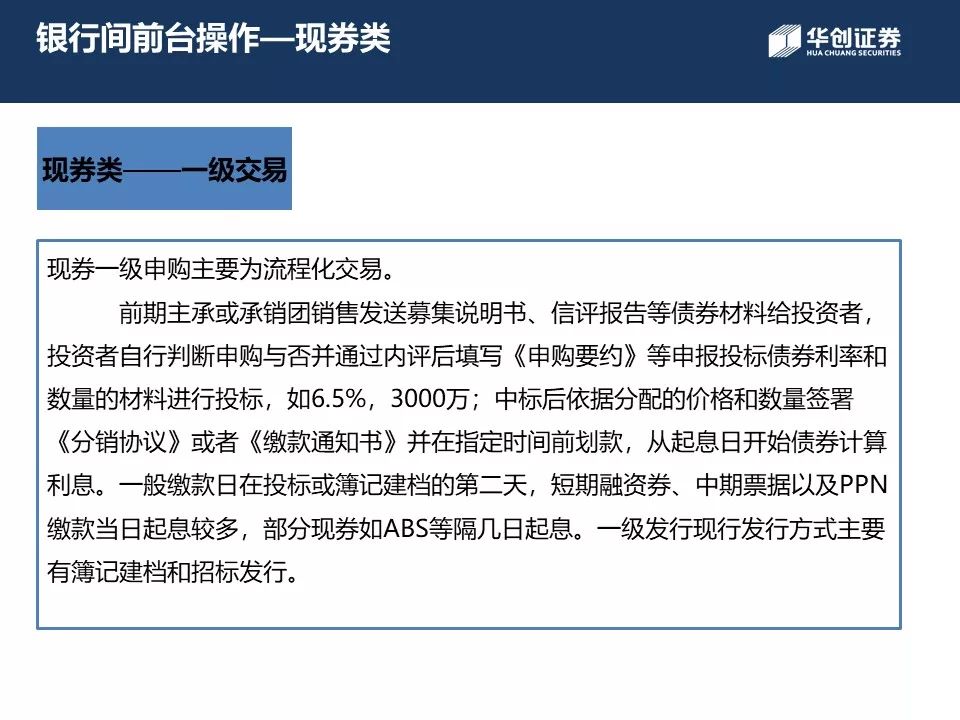 银行间前台操作—现券类
华创证券
HUA CHUANG SECURITIES
现券类——一级交易
现券一级申购主要为流程化交易。
前期主承或承销团销售发送募集说明书、信评报告等债券材料给投资者，
投资者自行判断申购与否并通过内评后填写《申购要约》等申报投标债券利率和
数量的材料进行投标，如6.5%，3000万；中标后依据分配的价格和数量签署
《分销协议》或者《缴款通知书》并在指定时间前划款，从起息日开始债券计算
利息。一般缴款日在投标或簿记建档的第二天，短期融资券、中期票据以及PPN
缴款当日起息较多，部分现券如ABS等隔几日起息。一级发行现行发行方式主要
有簿记建档和招标发行。